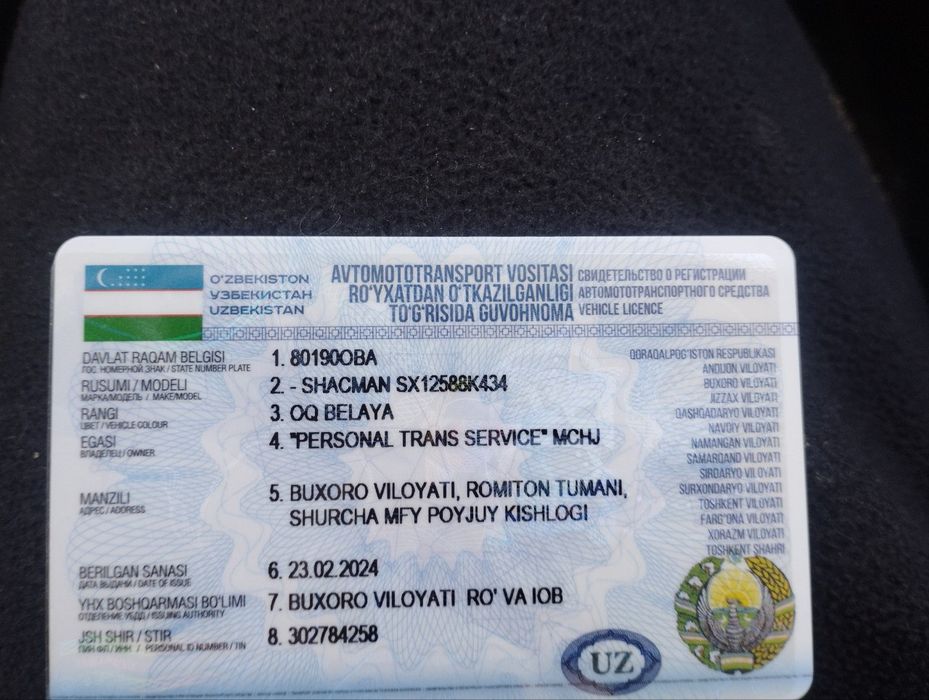 O'ZBEKISTON
ЎЗБЕКИСТАН
UZBEKISTAN
AVTOMOTOTRANSPORT VOSITASI
RO'YXATDAN O'TKAZILGANLIGI
TO'G'RISIDA GUVOHNOMA
СВИДЕТЕЛЬСТВО О РЕГИСТРАЦИИ
АВТОМОТОТРАНСПОРТНОГО СРЕДСТВА
VEHICLE LICENCE
DAVLAT RAQAM BELGISI
ГОС. НОМЕРНОЙ ЗНАК / STATE NUMBER PLATE
1. 80190OBA
RUSUMI / MODELI
МАРКА/МОДЕЛЬ / MAKE/MODEL
2. - SHACMAN SX12588K434
RANGI
ЦВЕТ / VEHICLE COLOUR
3. OQ BELAYA
EGASI
ВЛАДЕЛЕЦ / OWNER
4. "PERSONAL TRANS SERVICE" MCHJ
MANZILI
АДРЕС / ADDRESS
5. BUXORO VILOYATI, ROMITON TUMANI,
SHURCHA MFY POYJUY KISHLOGI
BERILGAN SANASI
ДАТА ВЫДАЧИ / DATE OF ISSUE
6. 23.02.2024
YHX BOSHQARMASI BO'LIMI
ОТДЕЛЕНИЕ УБДД / ISSUING AUTHORITY
7. BUXORO VILOYATI RO' VA IOB
JSH SHIR / STIR
ПИН ФЛ / ИНН / PERSONAL ID NUMBER / TIN
8. 302784258
QORAQALPOG'ISTON RESPUBLIKASI
ANDIJON VILOYATI
BUXORO VILOYATI
JIZZAX VILOYATI
QASHQADARYO VILOYATI
NAVOIY VILOYATI
NAMANGAN VILOYATI
SAMARQAND VILOYATI
SIRDARYO VILOYATI
SURXONDARYO VILOYATI
TOSHKENT VILOYATI
FARG'ONA VILOYATI
XORAZM VILOYATI
TOSHKENT SHAHRI
UZ